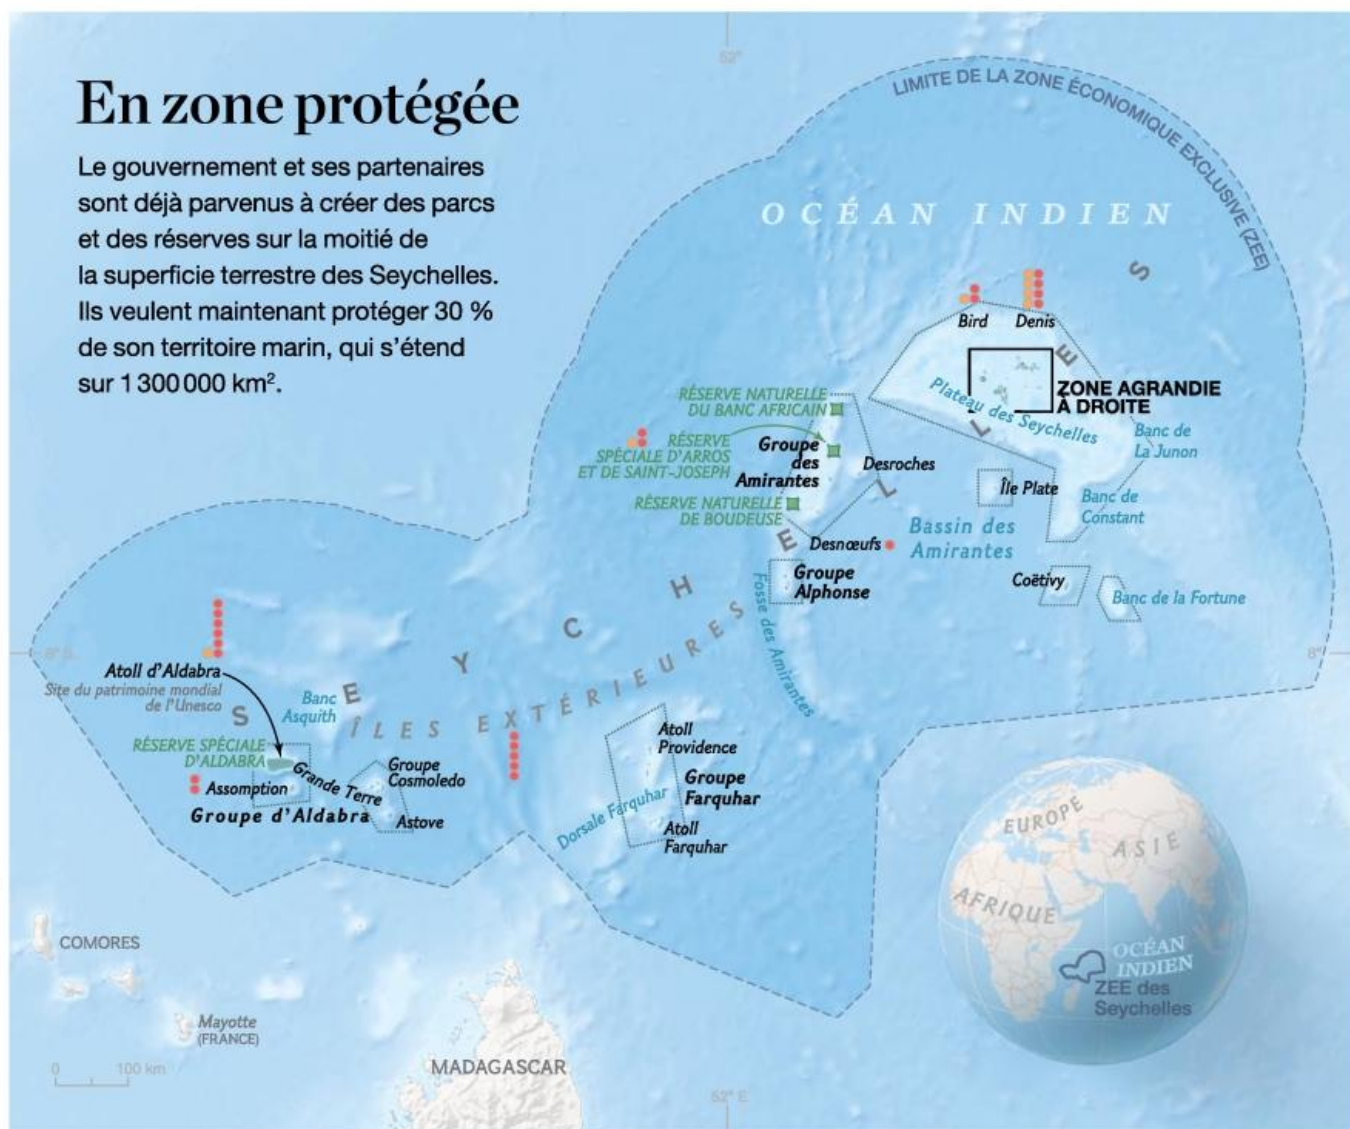 52°
En zone protégée
Le gouvernement et ses partenaires
sont déjà parvenus à créer des parcs
et des réserves sur la moitié de
la superficie terrestre des Seychelles.
Ils veulent maintenant protéger 30 %
de son territoire marin, qui s'étend
sur 1 300 000 km².
LIMITE DE LA ZONE ÉCONOMIQUE EXCLUSIVE (ZEE)
OCÉAN INDIEN
SEYCHELLES
Bird
Denis
ZONE AGRANDIE
À DROITE
Plateau des Seychelles
Banc de
La Junon
RÉSERVE NATURELLE
DU BANC AFRICAIN
RÉSERVE
SPÉCIALE D'ARROS
ET DE SAINT-JOSEPH
Groupe
des
Amirantes
Desroches
Île Plate
Banc de
Constant
RÉSERVE NATURELLE
DE BOUDEUSE
Bassin des
Amirantes
Desnœufs
Groupe
Alphonse
Coëtivy
Banc de la Fortune
Fosse des Amirantes
8° S.
8°
Atoll d'Aldabra
Site du patrimoine mondial
de l'Unesco
Banc
Asquith
ÎLES EXTÉRIEURES
RÉSERVE SPÉCIALE
D'ALDABRA
Grande Terre
Groupe
Cosmoledo
Assomption
Groupe d'Aldabra
Astove
Atoll
Providence
Groupe
Farquhar
Dorsale Farquhar
Atoll
Farquhar
EUROPE
ASIE
AFRIQUE
OCÉAN
INDIEN
ZEE des
Seychelles
COMORES
Mayotte
(FRANCE)
MADAGASCAR
0 100 km
52° E